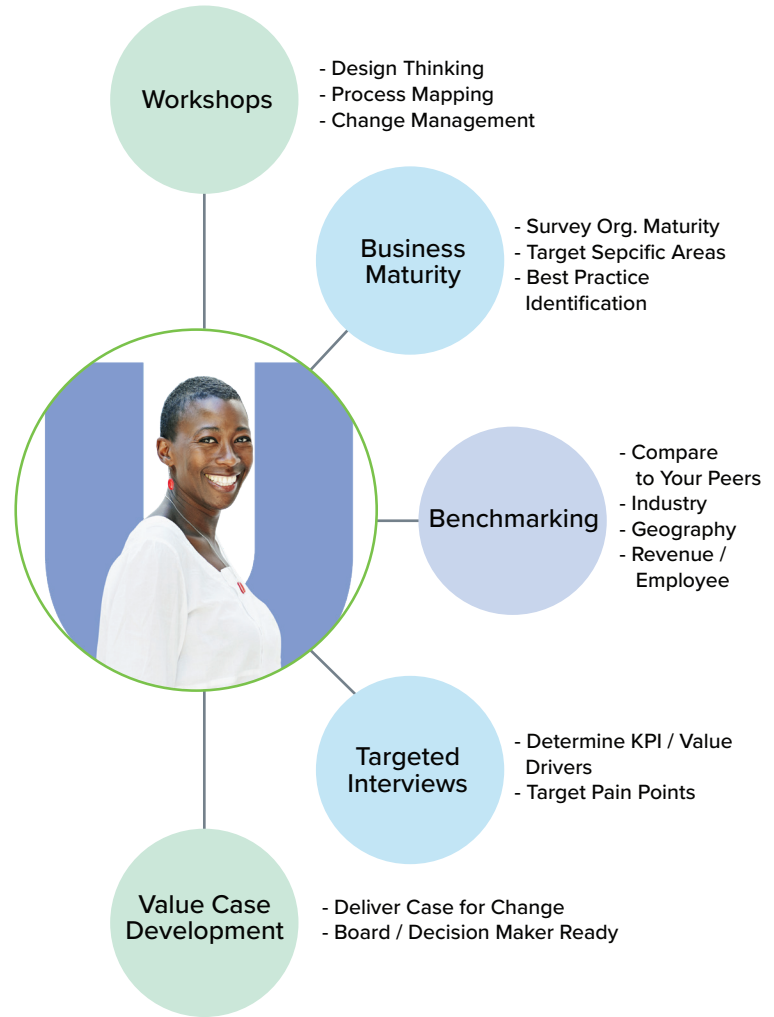 Workshops
- Design Thinking
- Process Mapping
- Change Management
Business
Maturity
- Survey Org. Maturity
- Target Sepcific Areas
- Best Practice
Identification
U
Benchmarking
- Compare
to Your Peers
- Industry
- Geography
- Revenue /
Employee
Targeted
Interviews
- Determine KPI / Value
Drivers
- Target Pain Points
Value Case
Development
- Deliver Case for Change
- Board / Decision Maker Ready